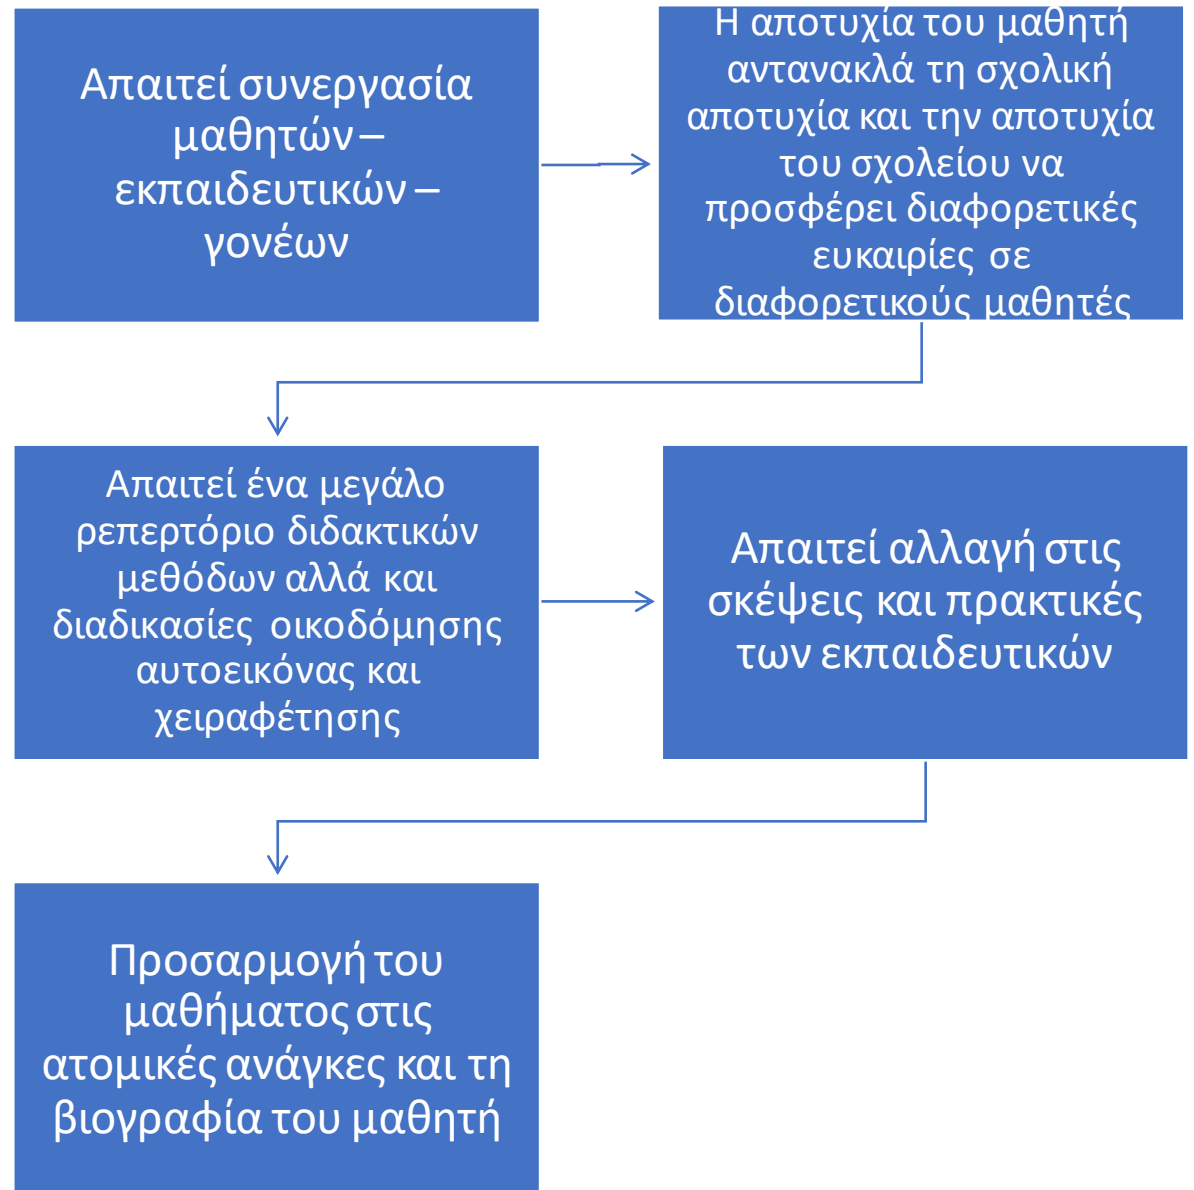 Απαιτεί συνεργασία
μαθητών –
εκπαιδευτικών –
γονέων
Η αποτυχία του μαθητή
αντανακλά τη σχολική
αποτυχία και την αποτυχία
του σχολείου να
προσφέρει διαφορετικές
ευκαιρίες σε
διαφορετικούς μαθητές
Απαιτεί ένα μεγάλο
ρεπερτόριο διδακτικών
μεθόδων αλλά και
διαδικασίες οικοδόμησης
αυτοεικόνας και
χειραφέτησης
Απαιτεί αλλαγή στις
σκέψεις και πρακτικές
των εκπαιδευτικών
Προσαρμογή του
μαθήματος στις
ατομικές ανάγκες και τη
βιογραφία του μαθητή